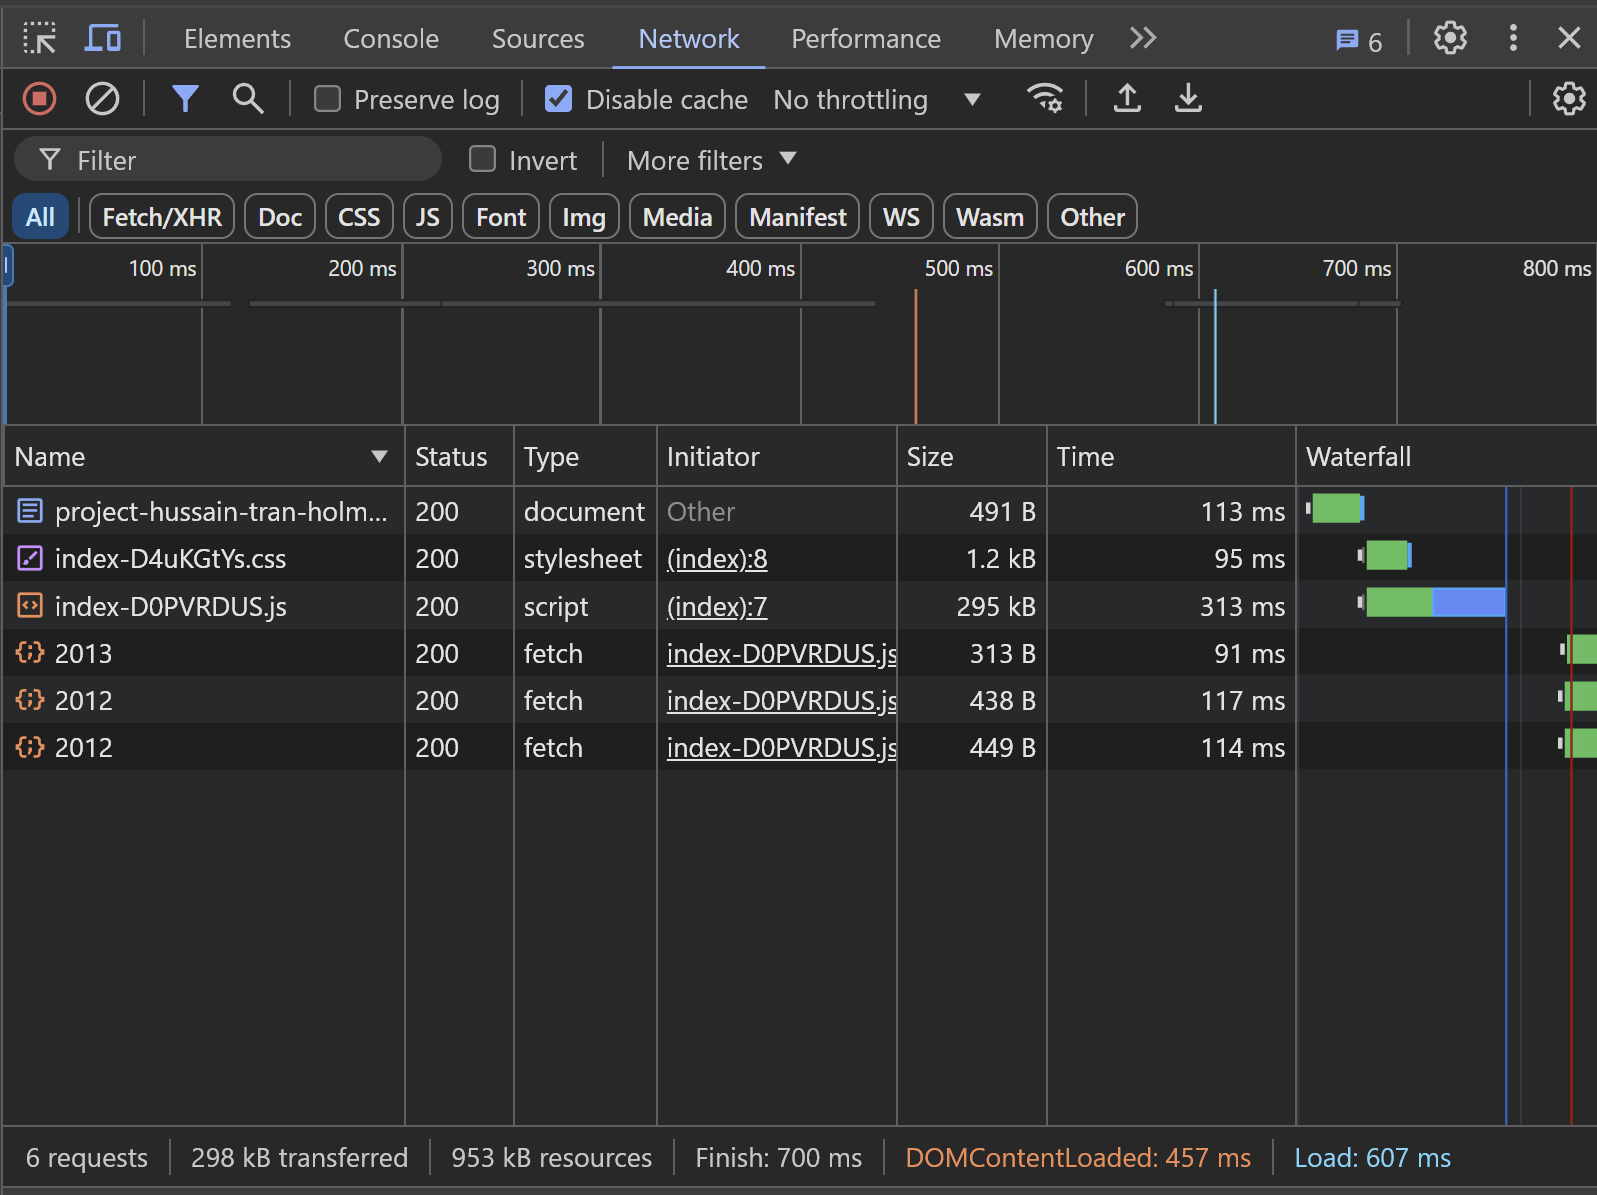 Elements Console Sources Network Performance Memory 6
Preserve log Disable cache No throttling
Filter Invert More filters
All Fetch/XHR Doc CSS JS Font Img Media Manifest WS Wasm Other
100 ms 200 ms 300 ms 400 ms 500 ms 600 ms 700 ms 800 ms
Name Status Type Initiator Size Time Waterfall
project-hussain-tran-holm... 200 document Other 491 B 113 ms
index-D4uKGtYs.css 200 stylesheet (index):8 1.2 kB 95 ms
index-D0PVRDUS.js 200 script (index):7 295 kB 313 ms
2013 200 fetch index-D0PVRDUS.js 313 B 91 ms
2012 200 fetch index-D0PVRDUS.js 438 B 117 ms
2012 200 fetch index-D0PVRDUS.js 449 B 114 ms
6 requests 298 kB transferred 953 kB resources Finish: 700 ms DOMContentLoaded: 457 ms Load: 607 ms